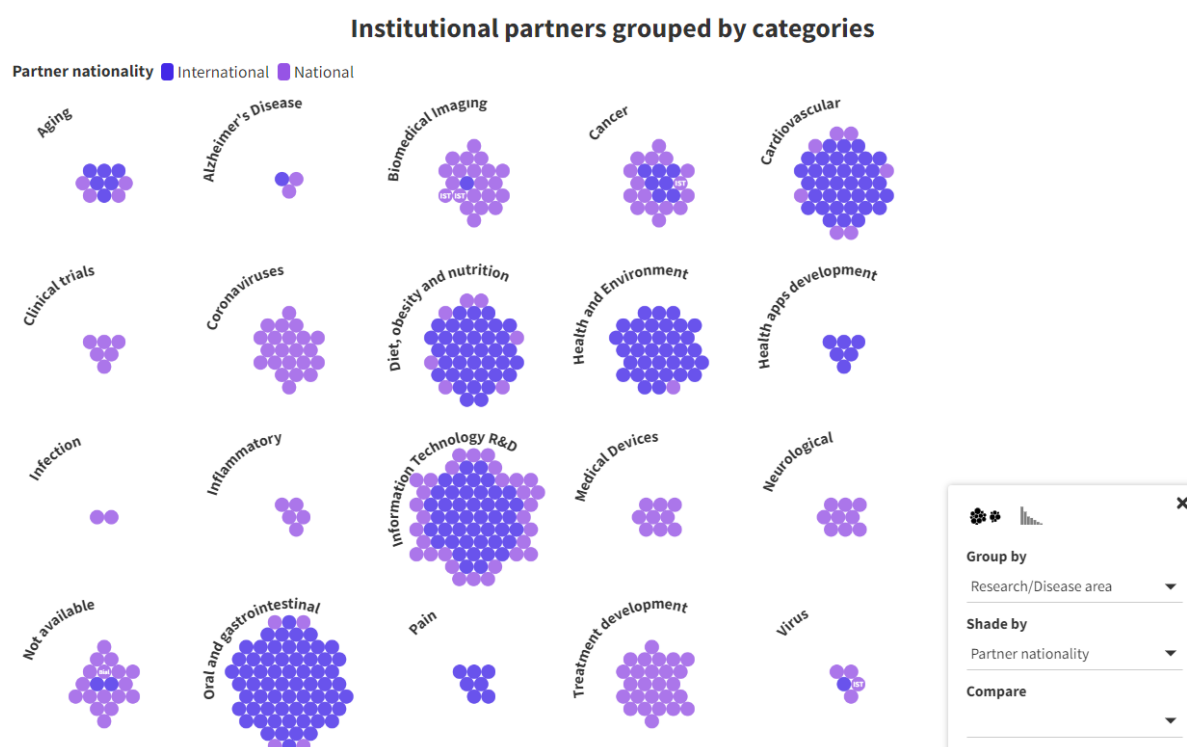 Institutional partners grouped by categories
Partner nationality International National
Aging
Alzheimer's Disease
Biomedical Imaging
Cancer
Cardiovascular
IST IST
IST
Clinical trials
Coronaviruses
Diet, obesity and nutrition
Health and Environment
Health apps development
Infection
Inflammatory
Information Technology R&D
Medical Devices
Neurological
Not available
Oral and gastrointestinal
Pain
Treatment development
Virus
Bial
IST
Group by
Research/Disease area
Shade by
Partner nationality
Compare